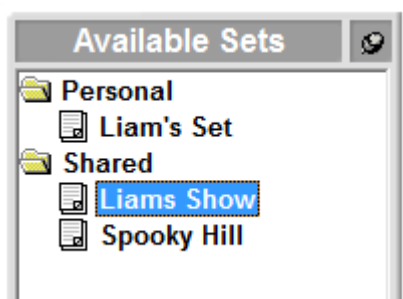 Available Sets
Personal
Liam's Set
Shared
Liams Show
Spooky Hill